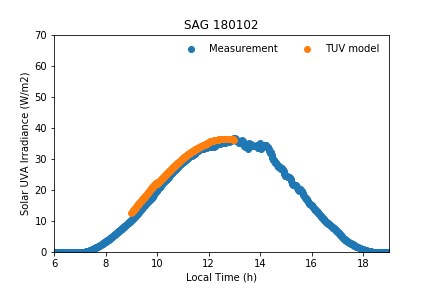 SAG 180102
Measurement TUV model
Solar UVA Irradiance (W/m2)
70
60
50
40
30
20
10
0
6 8 10 12 14 16 18
Local Time (h)